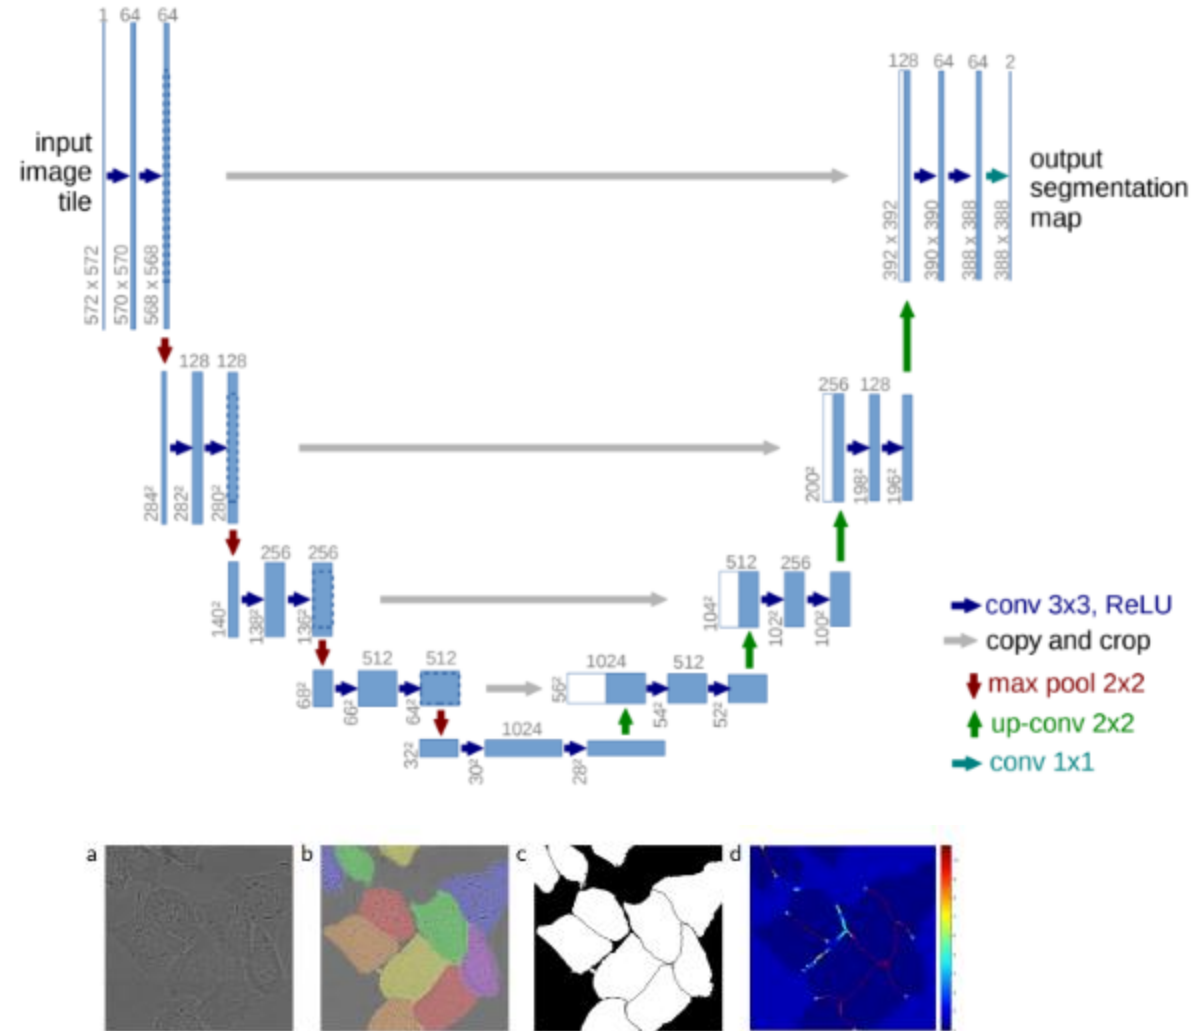 1 64 64
128 64 64 2
input
image
tile
output
segmentation
map
572 x 572
570 x 570
568 x 568
392 x 392
390 x 390
388 x 388
388 x 388
128 128
256 128
284²
282²
280²
200²
198²
196²
256 256
512 256
140²
138²
136²
104²
102²
100²
conv 3x3, ReLU
copy and crop
max pool 2x2
up-conv 2x2
conv 1x1
512 512
1024 512
68²
66²
64²
56²
54²
52²
1024
32²
30²
28²
a b c d